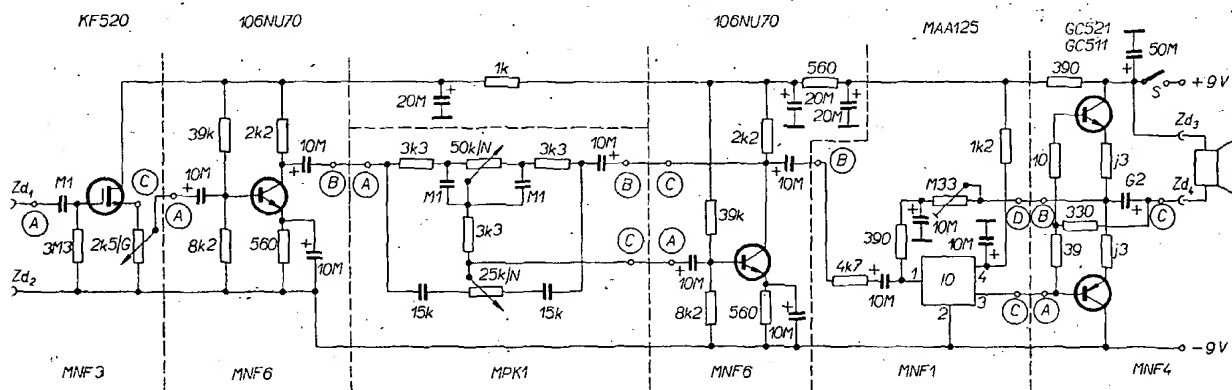 KF520
106NU70
106NU70
MAA125
GC521
GC511
1k
20M +
560
20M +
20M +
390
50M +
S
+9V
39k
2k2
10M +
3k3
50k/N
3k3
10M +
2k2
10M +
1k2
10
j3
Zd3
Zd1
M1
C
10M +
B
A
M1
M1
B
C
B
M33
G2
Zd4
A
3M3
2k5/G
A
3k3
39k
390
10M +
10M +
D
B
330
C
8k2
560
10M +
25k/N
C
A
10M +
4k7
10M +
1
IO
4
3
2
39
j3
Zd2
15k
15k
8k2
560
10M +
C
A
-9V
MNF3
MNF6
MPK1
MNF6
MNF1
MNF4